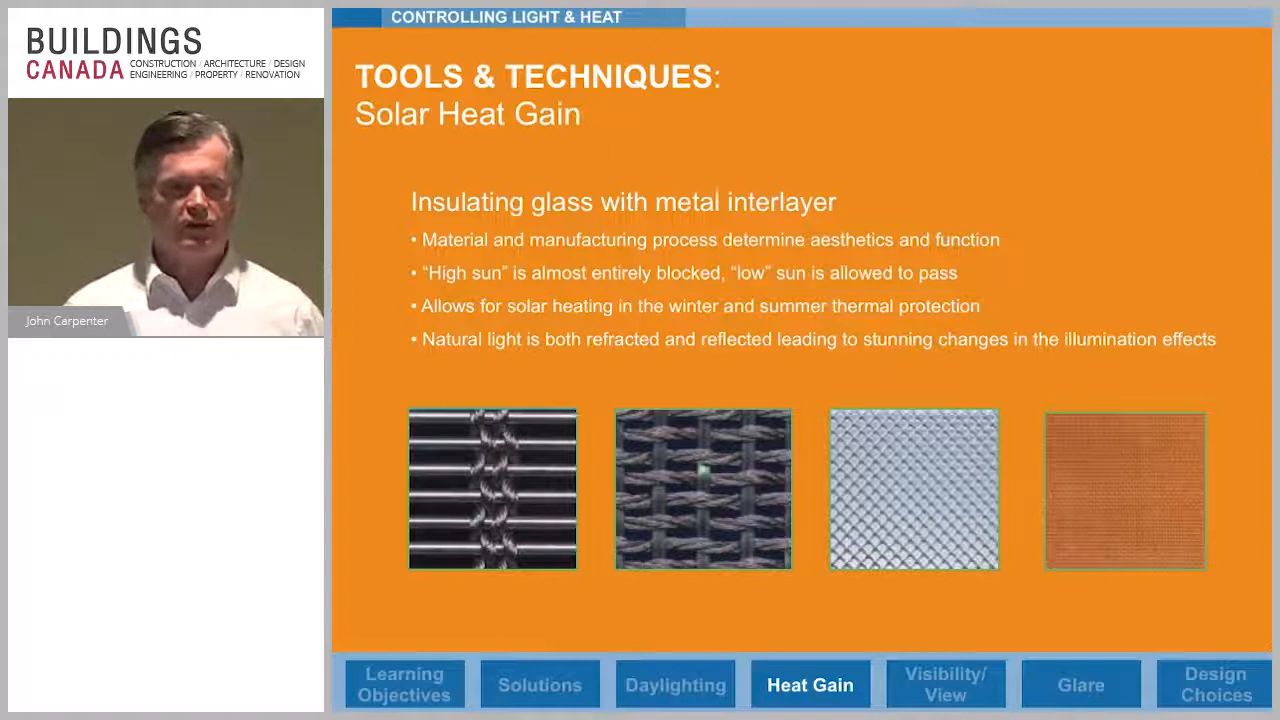 BUILDINGS
CANADA CONSTRUCTION / ARCHITECTURE / DESIGN
ENGINEERING / PROPERTY / RENOVATION
John Carpenter
CONTROLLING LIGHT & HEAT
TOOLS & TECHNIQUES:
Solar Heat Gain
Insulating glass with metal interlayer
• Material and manufacturing process determine aesthetics and function
• “High sun” is almost entirely blocked, “low” sun is allowed to pass
• Allows for solar heating in the winter and summer thermal protection
• Natural light is both refracted and reflected leading to stunning changes in the illumination effects
Learning
Objectives
Solutions
Daylighting
Heat Gain
Visibility/
View
Glare
Design
Choices